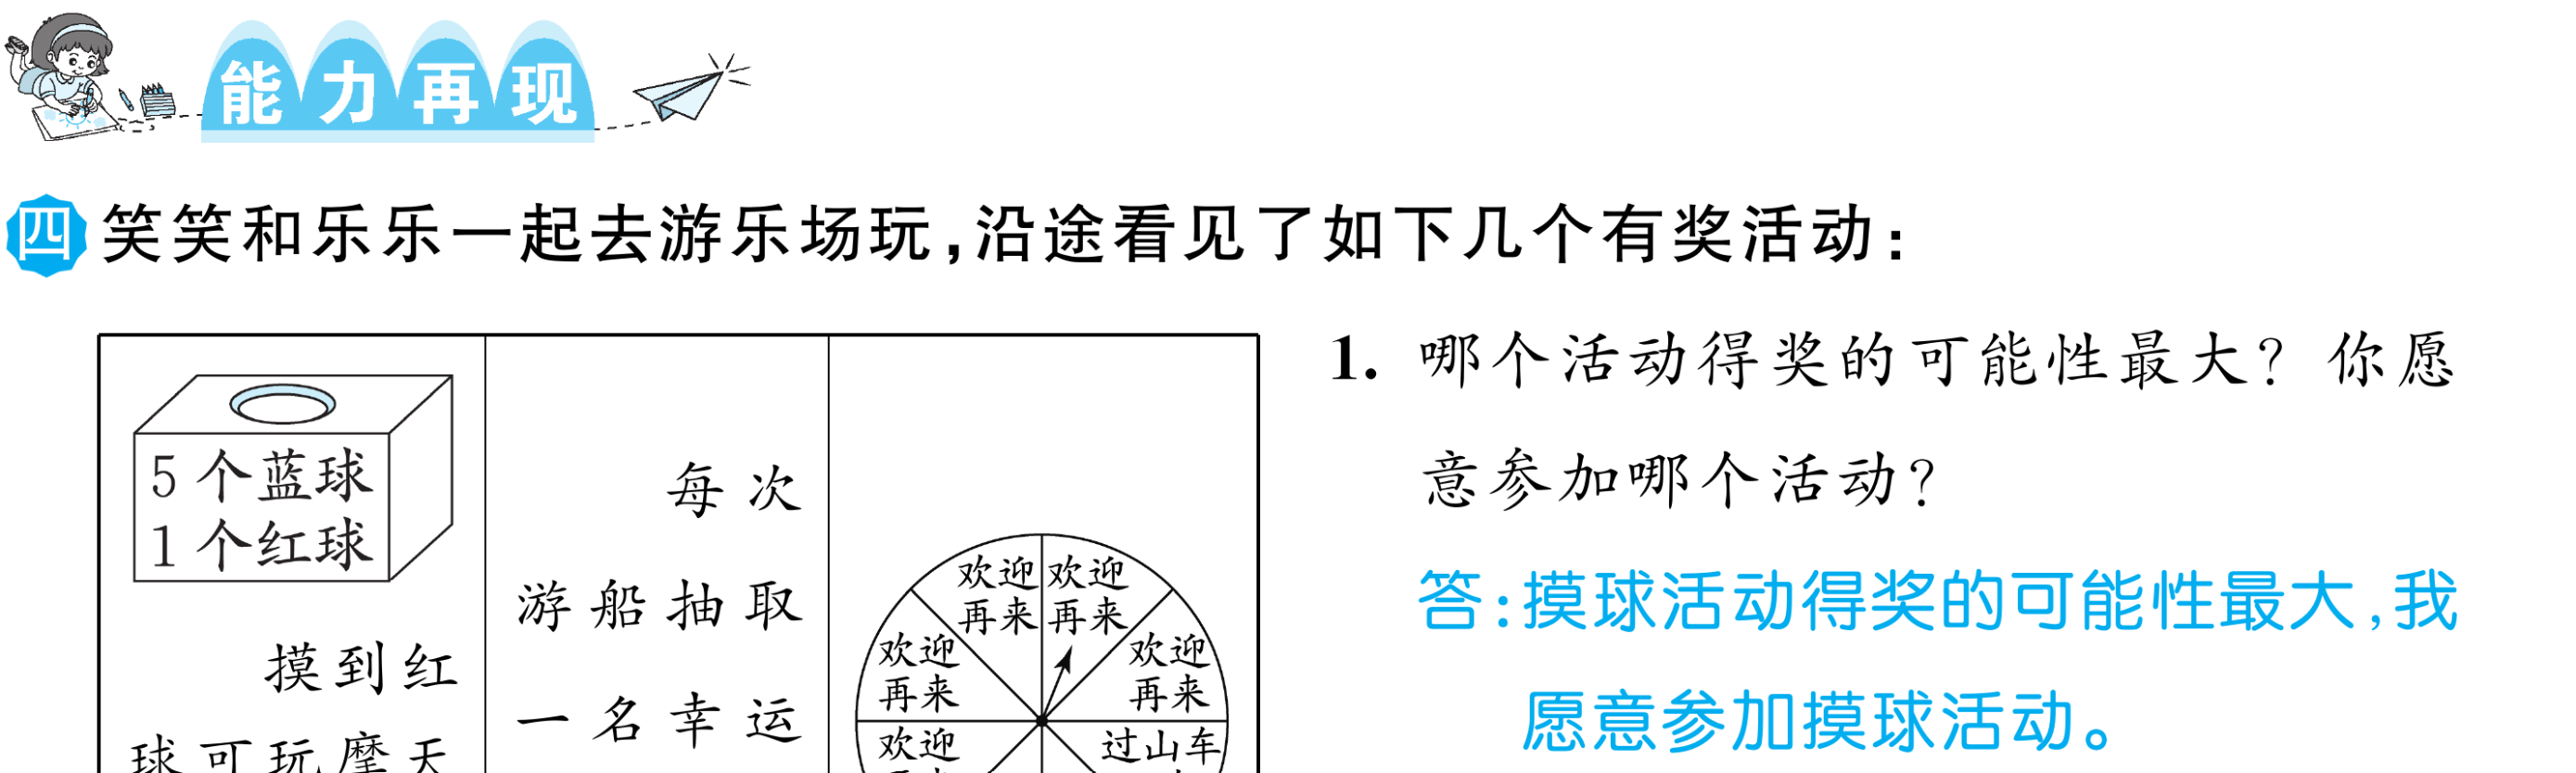 能力再现
四 笑笑和乐乐一起去游乐场玩,沿途看见了如下几个有奖活动:
5个蓝球
1个红球
摸到红
球可玩摩天
每次
游船抽取
一名幸运
欢迎
再来
欢迎
再来
欢迎
再来
欢迎
再来
欢迎
过山车
1. 哪个活动得奖的可能性最大? 你愿
意参加哪个活动?
答:摸球活动得奖的可能性最大,我
愿意参加摸球活动。